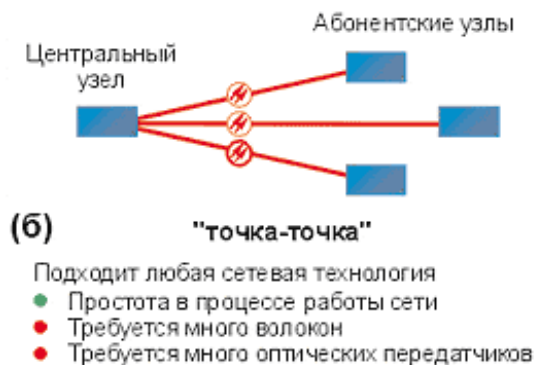 Абонентские узлы
Центральный
узел
(б) "точка-точка"
Подходит любая сетевая технология
Простота в процессе работы сети
Требуется много волокон
Требуется много оптических передатчиков